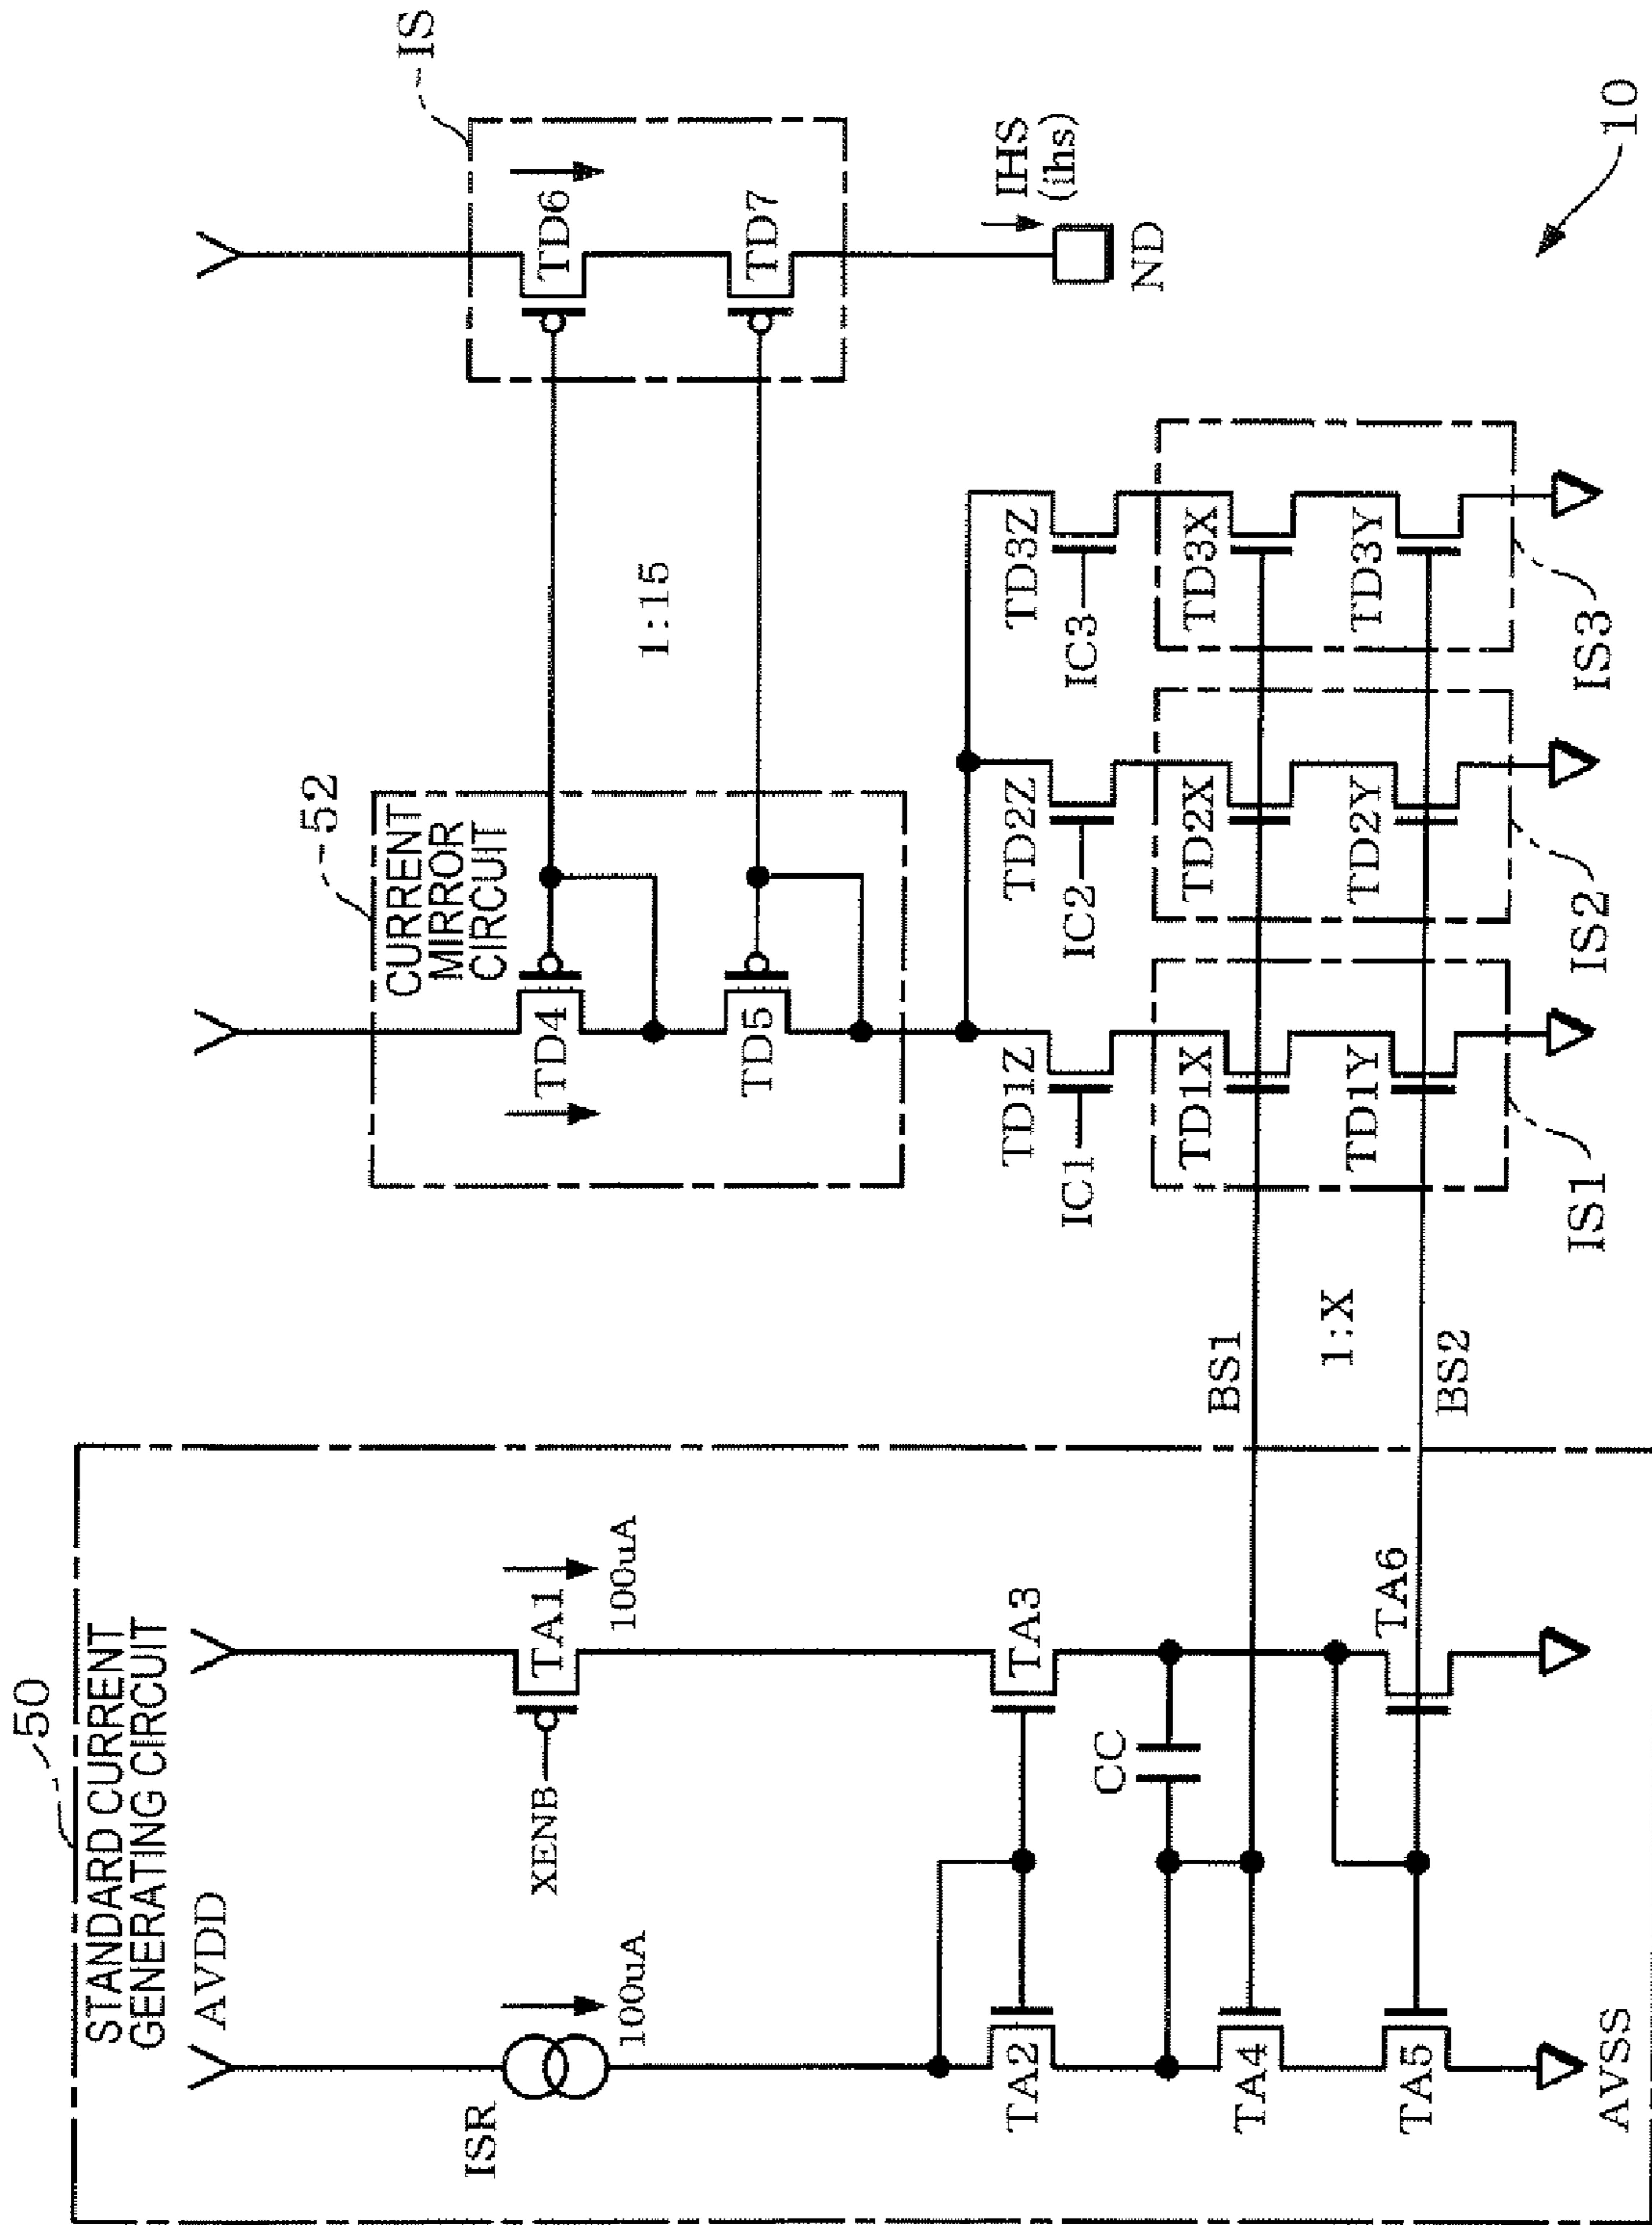 50
STANDARD CURRENT
GENERATING CIRCUIT
AVDD
ISR
100uA
XENB
TA1
100uA
TA2
TA3
CC
TA4
TA5
TA6
AVSS
BS1
1:X
BS2
52
CURRENT
MIRROR
CIRCUIT
TD4
TD5
1:15
IS
TD6
TD7
IHS
(ihs)
ND
TD1Z
IC1
TD2Z
IC2
TD3Z
IC3
TD1X
TD2X
TD3X
TD1Y
TD2Y
TD3Y
IS1
IS2
IS3
10